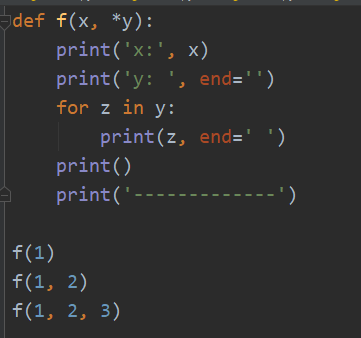 def f(x, *y):
    print('x:', x)
    print('y: ', end='')
    for z in y:
        print(z, end=' ')
    print()
    print('-------------')
f(1)
f(1, 2)
f(1, 2, 3)